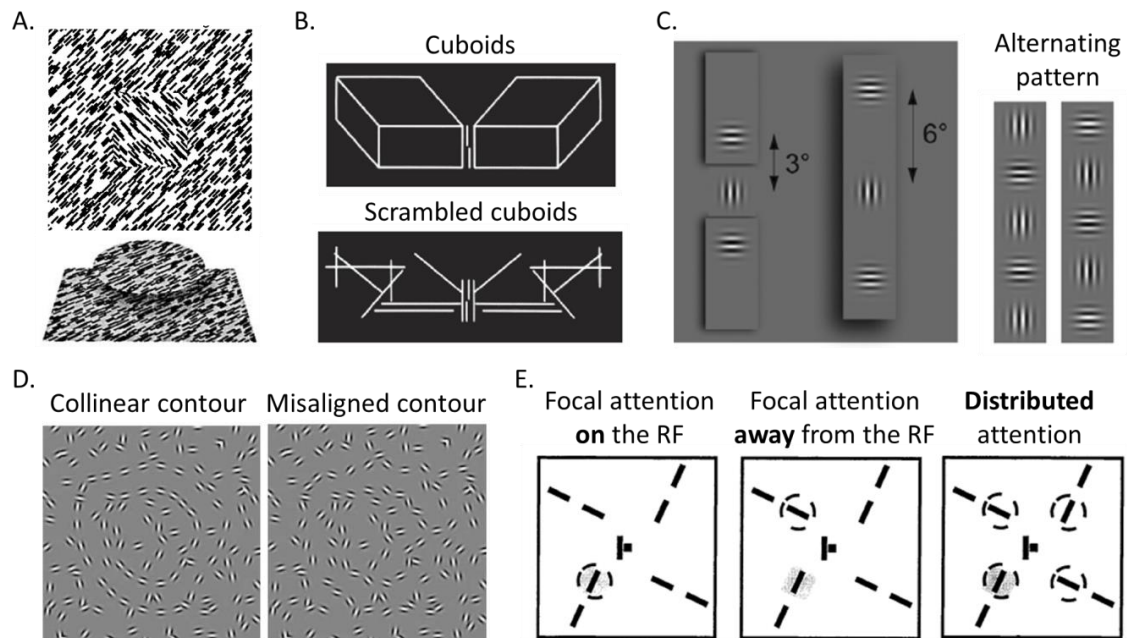 A.
B.
Cuboids
Scrambled cuboids
C.
3°
6°
Alternating
pattern
D.
Collinear contour
Misaligned contour
E.
Focal attention
on the RF
Focal attention
away from the RF
Distributed
attention